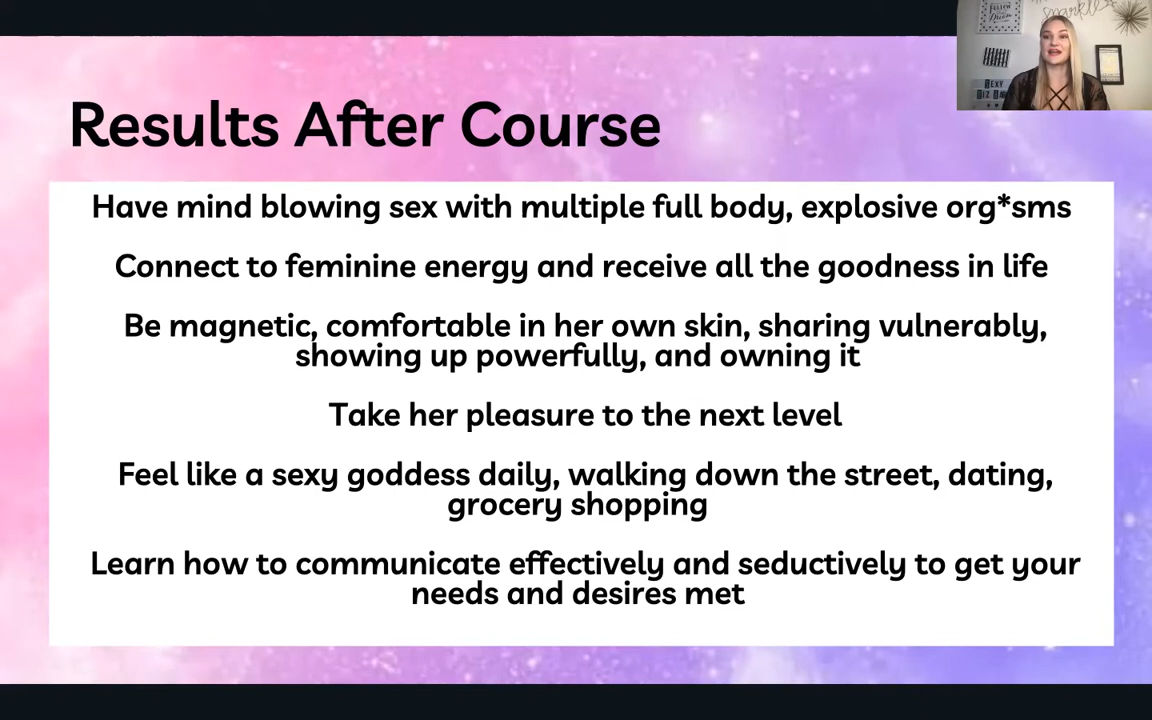 Results After Course
Have mind blowing sex with multiple full body, explosive org*sms
Connect to feminine energy and receive all the goodness in life
Be magnetic, comfortable in her own skin, sharing vulnerably,
showing up powerfully, and owning it
Take her pleasure to the next level
Feel like a sexy goddess daily, walking down the street, dating,
grocery shopping
Learn how to communicate effectively and seductively to get your
needs and desires met
sparkle
SEXY
BIZ